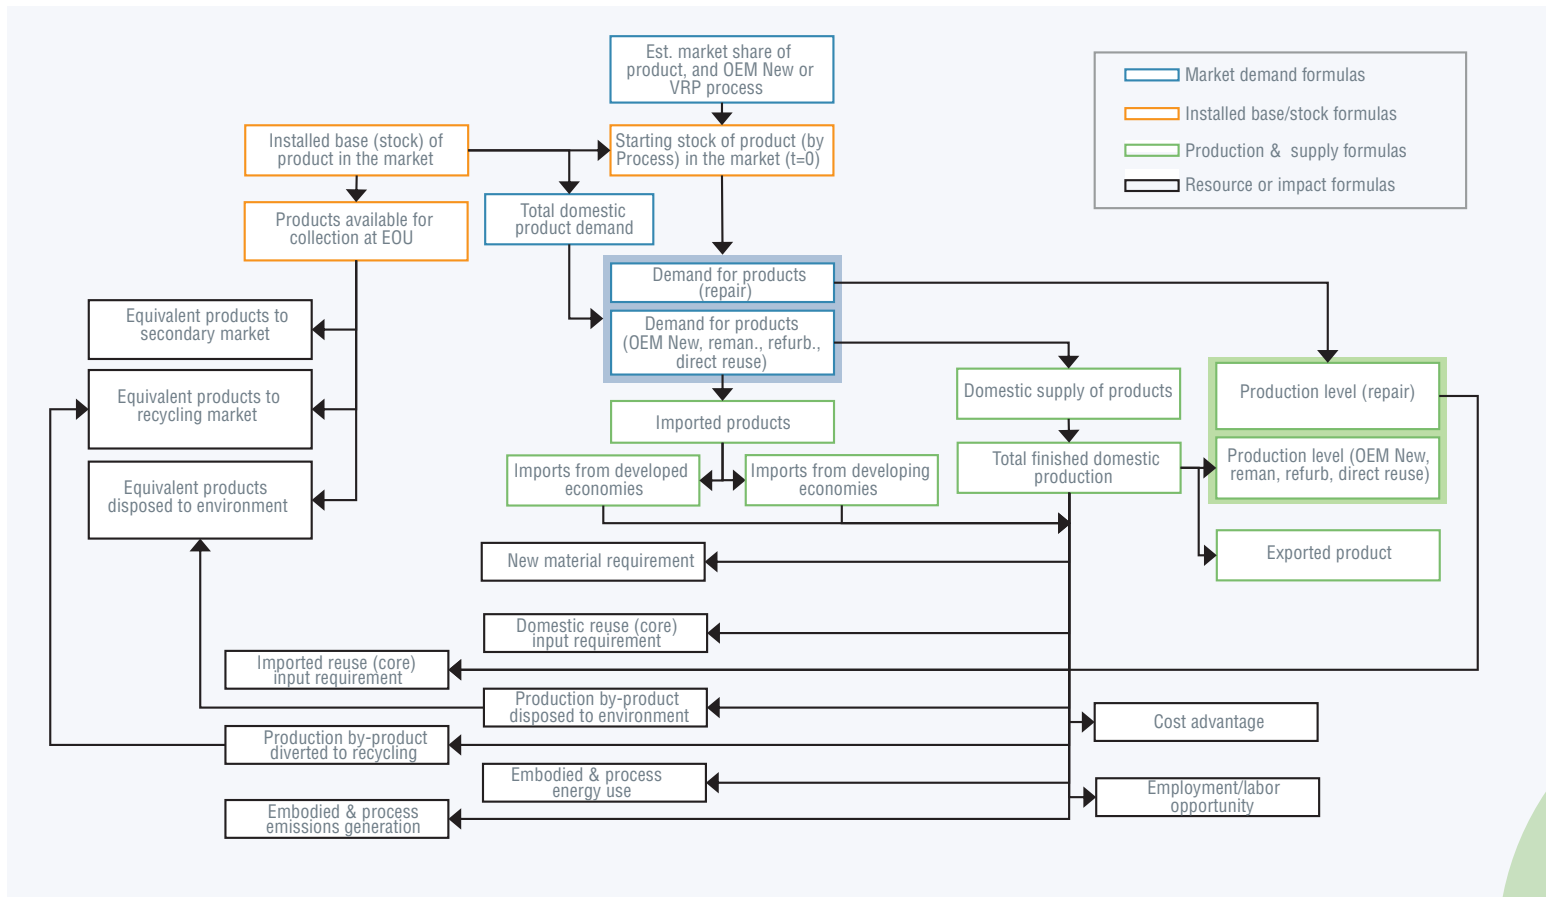 Est. market share of
product, and OEM New or
VRP process
Market demand formulas
Installed base/stock formulas
Production &  supply formulas
Resource or impact formulas
Installed base (stock) of
product in the market
Starting stock of product (by
Process) in the market (t=0)
Products available for
collection at EOU
Total domestic
product demand
Demand for products
(repair)
Demand for products
(OEM New, reman., refurb.,
direct reuse)
Equivalent products to
secondary market
Equivalent products to
recycling market
Equivalent products
disposed to environment
Imported products
Imports from developed
economies
Imports from developing
economies
Domestic supply of products
Total finished domestic
production
Production level (repair)
Production level (OEM New,
reman, refurb, direct reuse)
Exported product
New material requirement
Domestic reuse (core)
input requirement
Imported reuse (core)
input requirement
Production by-product
disposed to environment
Production by-product
diverted to recycling
Cost advantage
Embodied & process
energy use
Employment/labor
opportunity
Embodied & process
emissions generation